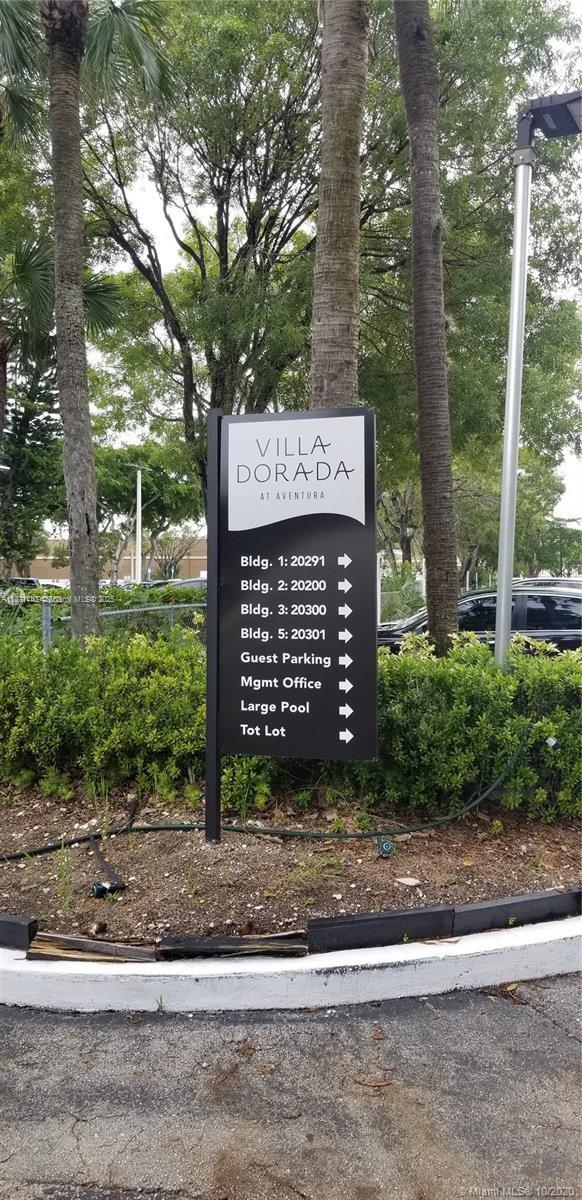 VILLA
DORADA
AT AVENTURA
Bldg. 1: 20291
Bldg. 2: 20200
Bldg. 3: 20300
Bldg. 5: 20301
Guest Parking
Mgmt Office
Large Pool
Tot Lot
© Miami MLS® 10/2020